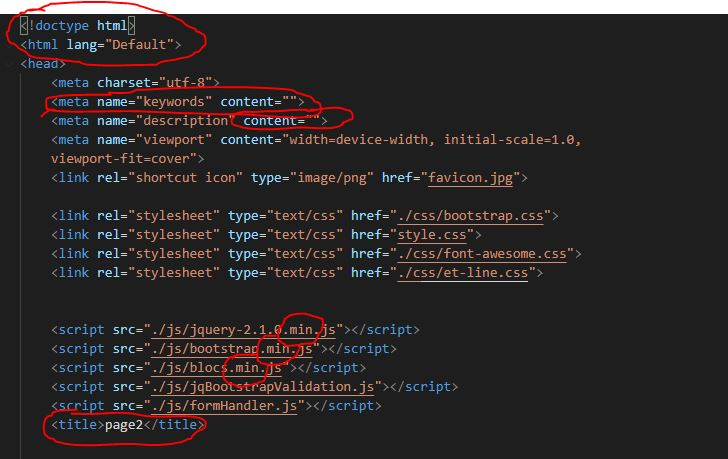 <!doctype html>
<html lang="Default">
<head>
<meta charset="utf-8">
<meta name="keywords" content="">
<meta name="description" content="">
<meta name="viewport" content="width=device-width, initial-scale=1.0,
viewport-fit=cover">
<link rel="shortcut icon" type="image/png" href="favicon.jpg">
<link rel="stylesheet" type="text/css" href="./css/bootstrap.css">
<link rel="stylesheet" type="text/css" href="style.css">
<link rel="stylesheet" type="text/css" href="./css/font-awesome.css">
<link rel="stylesheet" type="text/css" href="./css/et-line.css">
<script src="./js/jquery-2.1.0.min.js"></script>
<script src="./js/bootstrap.min.js"></script>
<script src="./js/blocs.min.js"></script>
<script src="./js/jqBootstrapValidation.js"></script>
<script src="./js/formHandler.js"></script>
<title>page2</title>